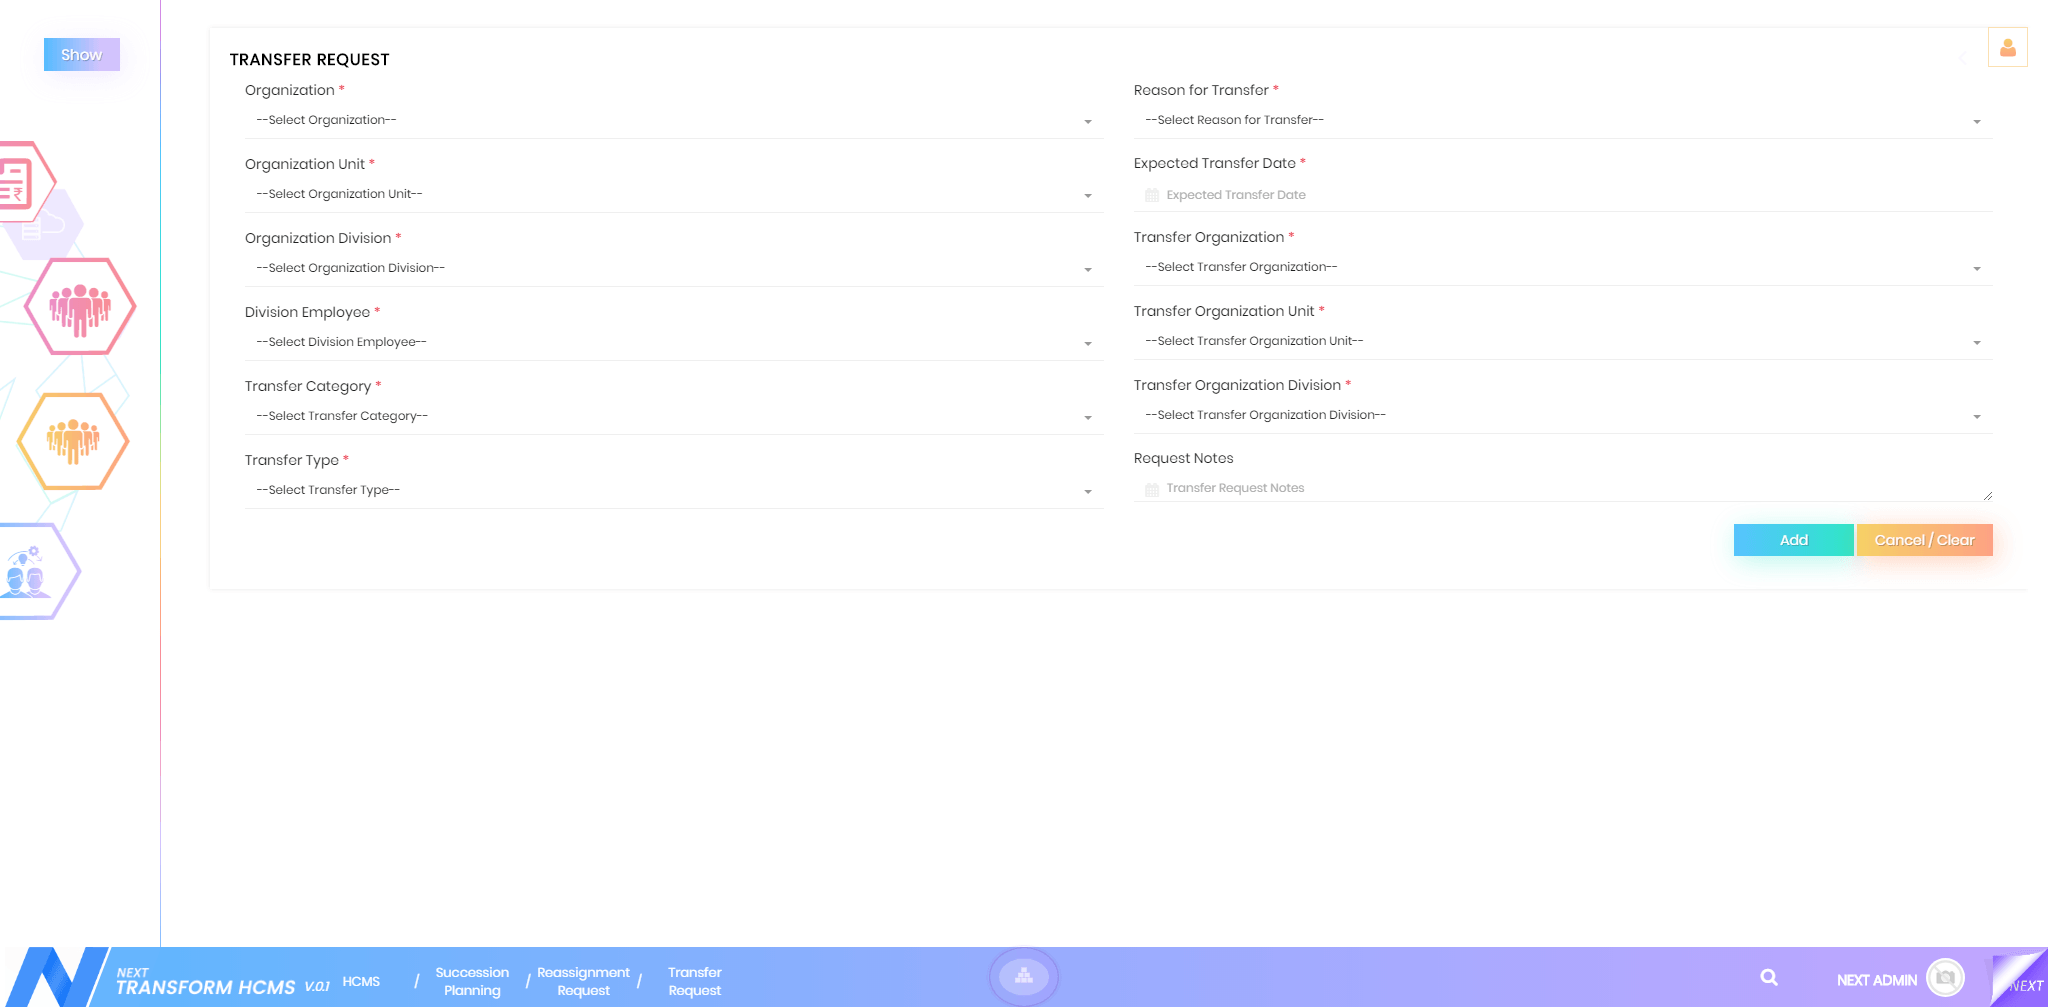 Show
TRANSFER REQUEST
Organization *
--Select Organization--
Organization Unit *
--Select Organization Unit--
Organization Division *
--Select Organization Division--
Division Employee *
--Select Division Employee--
Transfer Category *
--Select Transfer Category--
Transfer Type *
--Select Transfer Type--
Reason for Transfer *
--Select Reason for Transfer--
Expected Transfer Date *
Expected Transfer Date
Transfer Organization *
--Select Transfer Organization--
Transfer Organization Unit *
--Select Transfer Organization Unit--
Transfer Organization Division *
--Select Transfer Organization Division--
Request Notes
Transfer Request Notes
Add
Cancel / Clear
NEXT
TRANSFORM HCMS V.0.1
HCMS
/
Succession
Planning
/
Reassignment
Request
/
Transfer
Request
NEXT ADMIN
NEXT